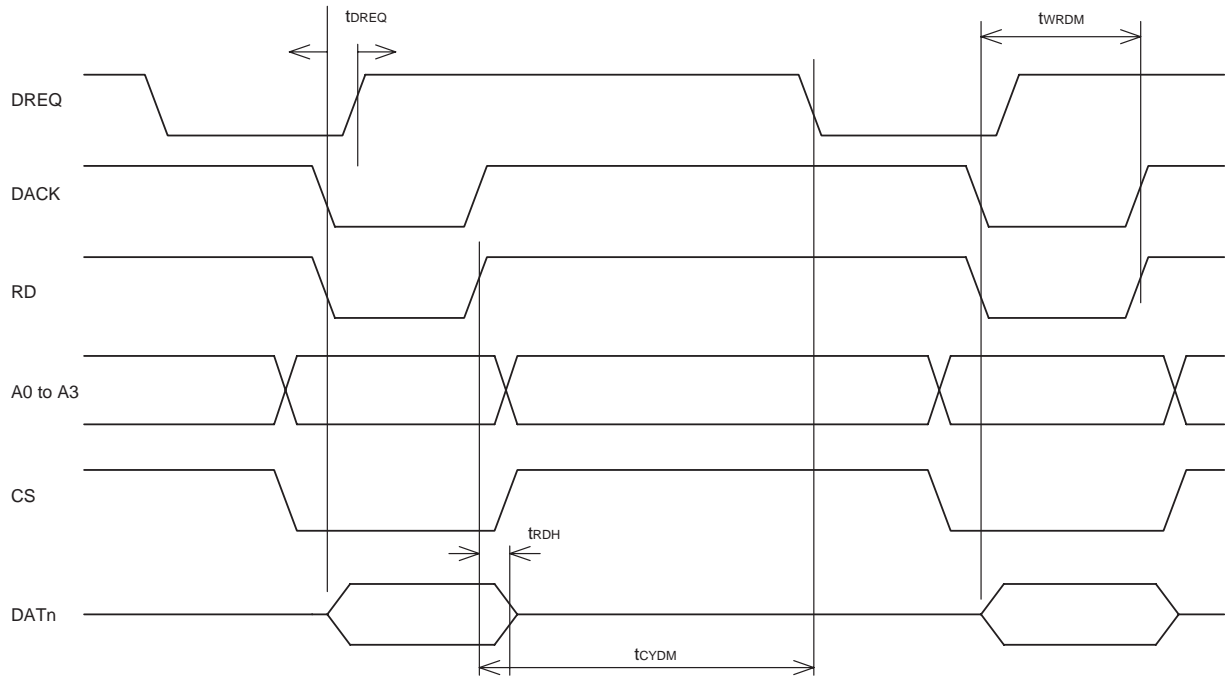 tDREQ
tWRDM
DREQ
DACK
RD
A0 to A3
CS
tRDH
DATn
tCYDM